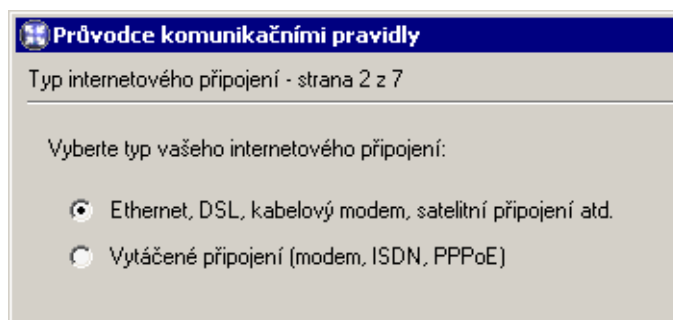 Průvodce komunikačními pravidly
Typ internetového připojení - strana 2 z 7
Vyberte typ vašeho internetového připojení:
Ethernet, DSL, kabelový modem, satelitní připojení atd.
Vytáčené připojení (modem, ISDN, PPPoE)